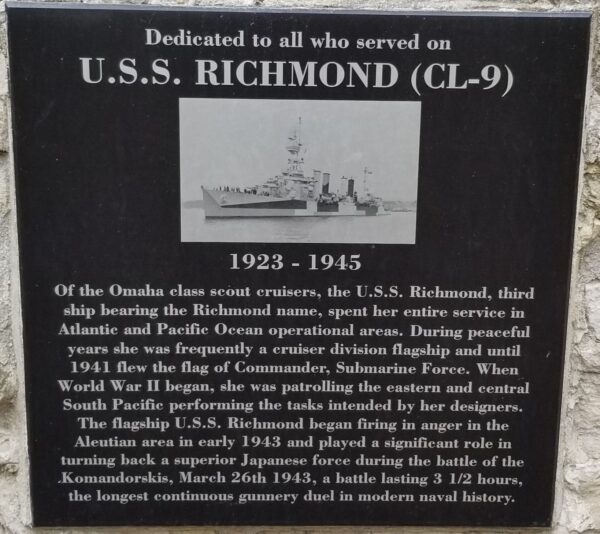 Dedicated to all who served on
U.S.S. RICHMOND (CL-9)
1923 - 1945
Of the Omaha class scout cruisers, the U.S.S. Richmond, third
ship bearing the Richmond name, spent her entire service in
Atlantic and Pacific Ocean operational areas. During peaceful
years she was frequently a cruiser division flagship and until
1941 flew the flag of Commander, Submarine Force. When
World War II began, she was patrolling the eastern and central
South Pacific performing the tasks intended by her designers.
The flagship U.S.S. Richmond began firing in anger in the
Aleutian area in early 1943 and played a significant role in
turning back a superior Japanese force during the battle of the
Komandorskis, March 26th 1943, a battle lasting 3 1/2 hours,
the longest continuous gunnery duel in modern naval history.